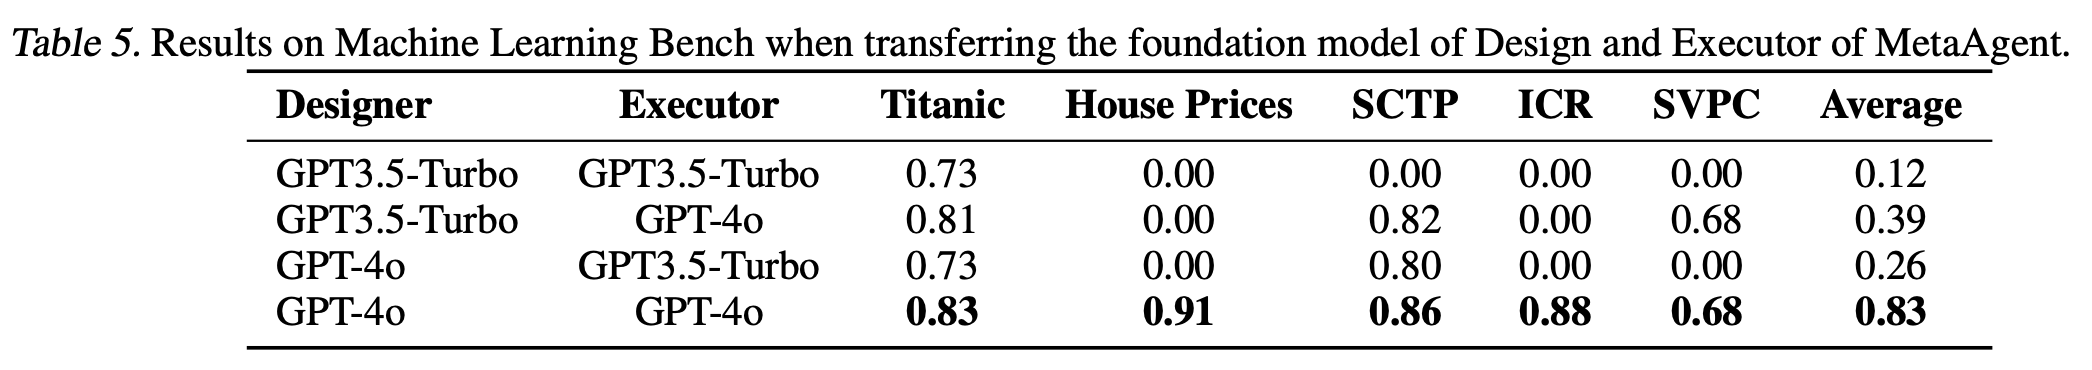 Table 5. Results on Machine Learning Bench when transferring the foundation model of Design and Executor of MetaAgent.
Designer Executor Titanic House Prices SCTP ICR SVPC Average
GPT3.5-Turbo GPT3.5-Turbo 0.73 0.00 0.00 0.00 0.00 0.12
GPT3.5-Turbo GPT-4o 0.81 0.00 0.82 0.00 0.68 0.39
GPT-4o GPT3.5-Turbo 0.73 0.00 0.80 0.00 0.00 0.26
GPT-4o GPT-4o 0.83 0.91 0.86 0.88 0.68 0.83